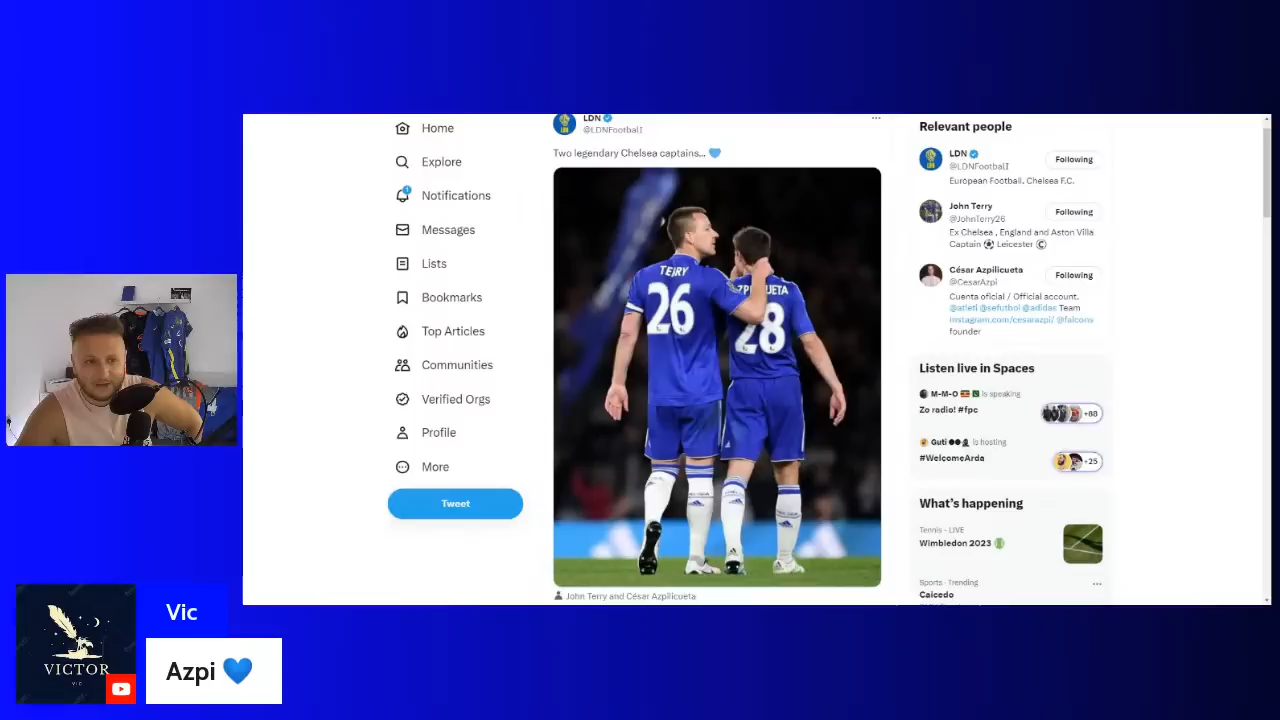 Home
Explore
Notifications
Messages
Lists
Bookmarks
Top Articles
Communities
Verified Orgs
Profile
More
Tweet
LDN
@LDNFootball
Two legendary Chelsea captains... 💙
TERRY
26
AZPILICUETA
28
John Terry and César Azpilicueta
Relevant people
LDN
@LDNFootball
Following
European Football. Chelsea F.C.
John Terry
@JohnTerry26
Following
Ex Chelsea , England and Aston Villa
Captain ⚽ Leicester ©
César Azpilicueta
@CesarAzpi
Following
Cuenta oficial / Official account.
@atleti @sefutbol @adidas Team
instagram.com/cesarazpi/ @falcons
founder
Listen live in Spaces
M-M-O is speaking
Zo radio! #fpc
+88
Guti is hosting
#WelcomeArda
+25
What's happening
Tennis · LIVE
Wimbledon 2023
Sports · Trending
Caicedo
VICTOR
VIC
Vic
Azpi 💙